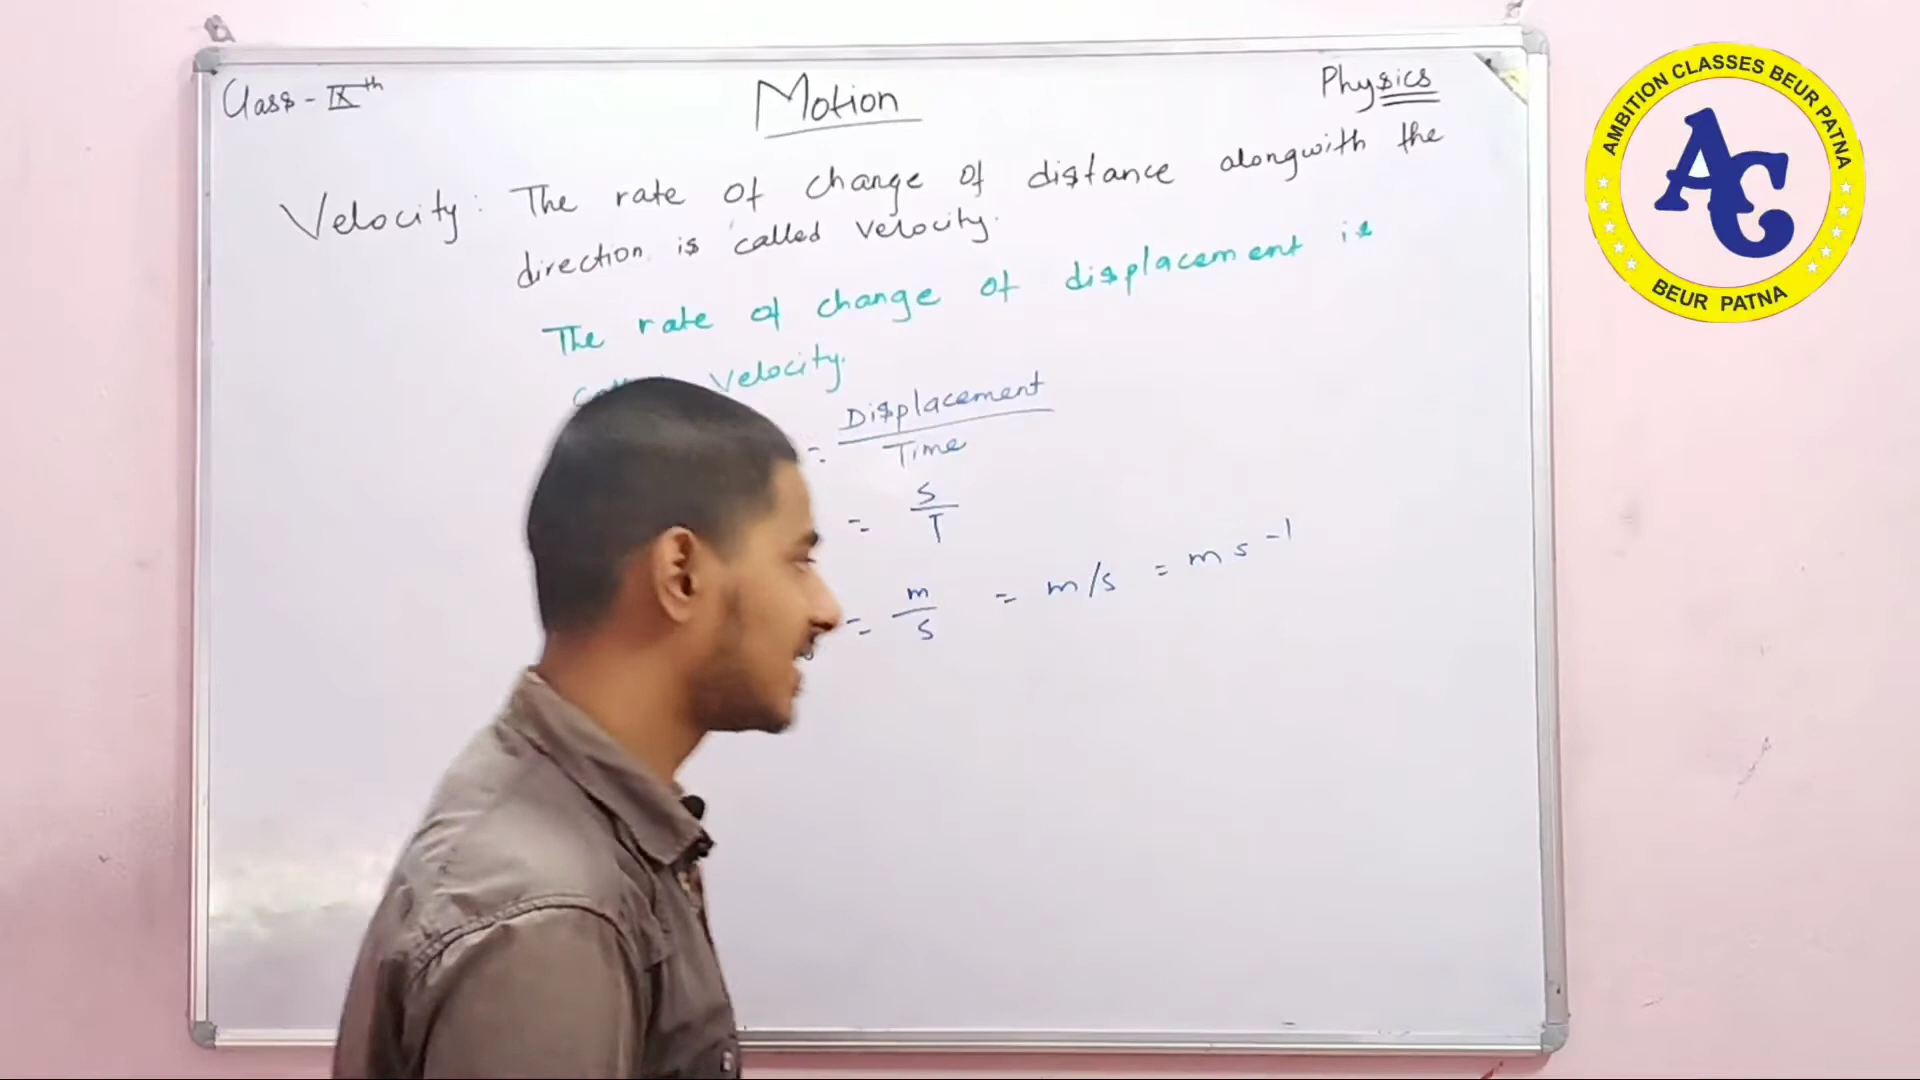 Class - IXth
Motion
Physics
Velocity: The rate of change of distance alongwith the
direction is called velocity.
The rate of change of displacement is
velocity.
= Displacement
Time
= S
T
= m
s
= m/s = m s -1
AMBITION CLASSES BEUR PATNA
AC
BEUR PATNA